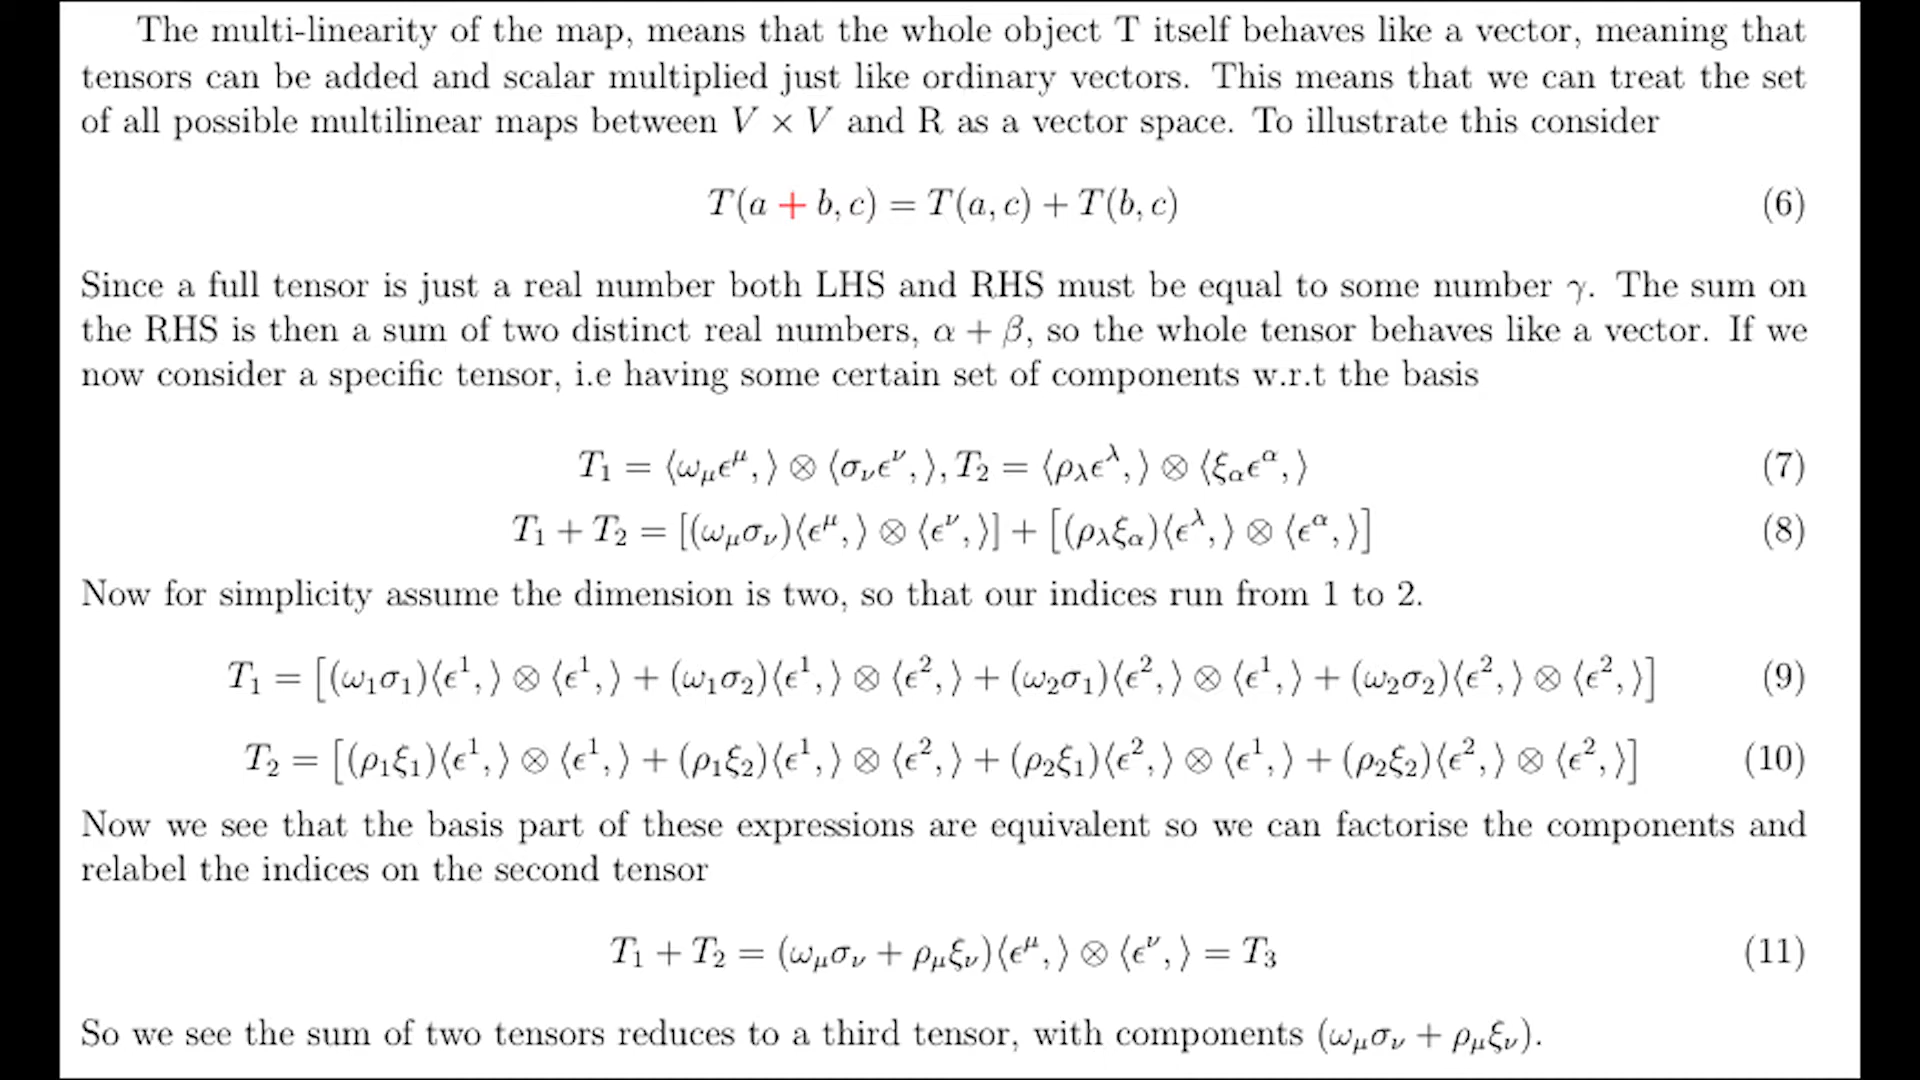 The multi-linearity of the map, means that the whole object T itself behaves like a vector, meaning that
tensors can be added and scalar multiplied just like ordinary vectors. This means that we can treat the set
of all possible multilinear maps between V × V and R as a vector space. To illustrate this consider
T(a + b, c) = T(a, c) + T(b, c) (6)
Since a full tensor is just a real number both LHS and RHS must be equal to some number γ. The sum on
the RHS is then a sum of two distinct real numbers, α + β, so the whole tensor behaves like a vector. If we
now consider a specific tensor, i.e having some certain set of components w.r.t the basis
T₁ = ⟨ω_μ ϵ^μ, ⟩ ⊗ ⟨σ_ν ϵ^ν, ⟩, T₂ = ⟨ρ_λ ϵ^λ, ⟩ ⊗ ⟨ξ_α ϵ^α, ⟩ (7)
T₁ + T₂ = [(ω_μ σ_ν)⟨ϵ^μ, ⟩ ⊗ ⟨ϵ^ν, ⟩] + [(ρ_λ ξ_α)⟨ϵ^λ, ⟩ ⊗ ⟨ϵ^α, ⟩] (8)
Now for simplicity assume the dimension is two, so that our indices run from 1 to 2.
T₁ = [(ω₁σ₁)⟨ϵ¹, ⟩ ⊗ ⟨ϵ¹, ⟩ + (ω₁σ₂)⟨ϵ¹, ⟩ ⊗ ⟨ϵ², ⟩ + (ω₂σ₁)⟨ϵ², ⟩ ⊗ ⟨ϵ¹, ⟩ + (ω₂σ₂)⟨ϵ², ⟩ ⊗ ⟨ϵ², ⟩] (9)
T₂ = [(ρ₁ξ₁)⟨ϵ¹, ⟩ ⊗ ⟨ϵ¹, ⟩ + (ρ₁ξ₂)⟨ϵ¹, ⟩ ⊗ ⟨ϵ², ⟩ + (ρ₂ξ₁)⟨ϵ², ⟩ ⊗ ⟨ϵ¹, ⟩ + (ρ₂ξ₂)⟨ϵ², ⟩ ⊗ ⟨ϵ², ⟩] (10)
Now we see that the basis part of these expressions are equivalent so we can factorise the components and
relabel the indices on the second tensor
T₁ + T₂ = (ω_μ σ_ν + ρ_μ ξ_ν)⟨ϵ^μ, ⟩ ⊗ ⟨ϵ^ν, ⟩ = T₃ (11)
So we see the sum of two tensors reduces to a third tensor, with components (ω_μ σ_ν + ρ_μ ξ_ν).